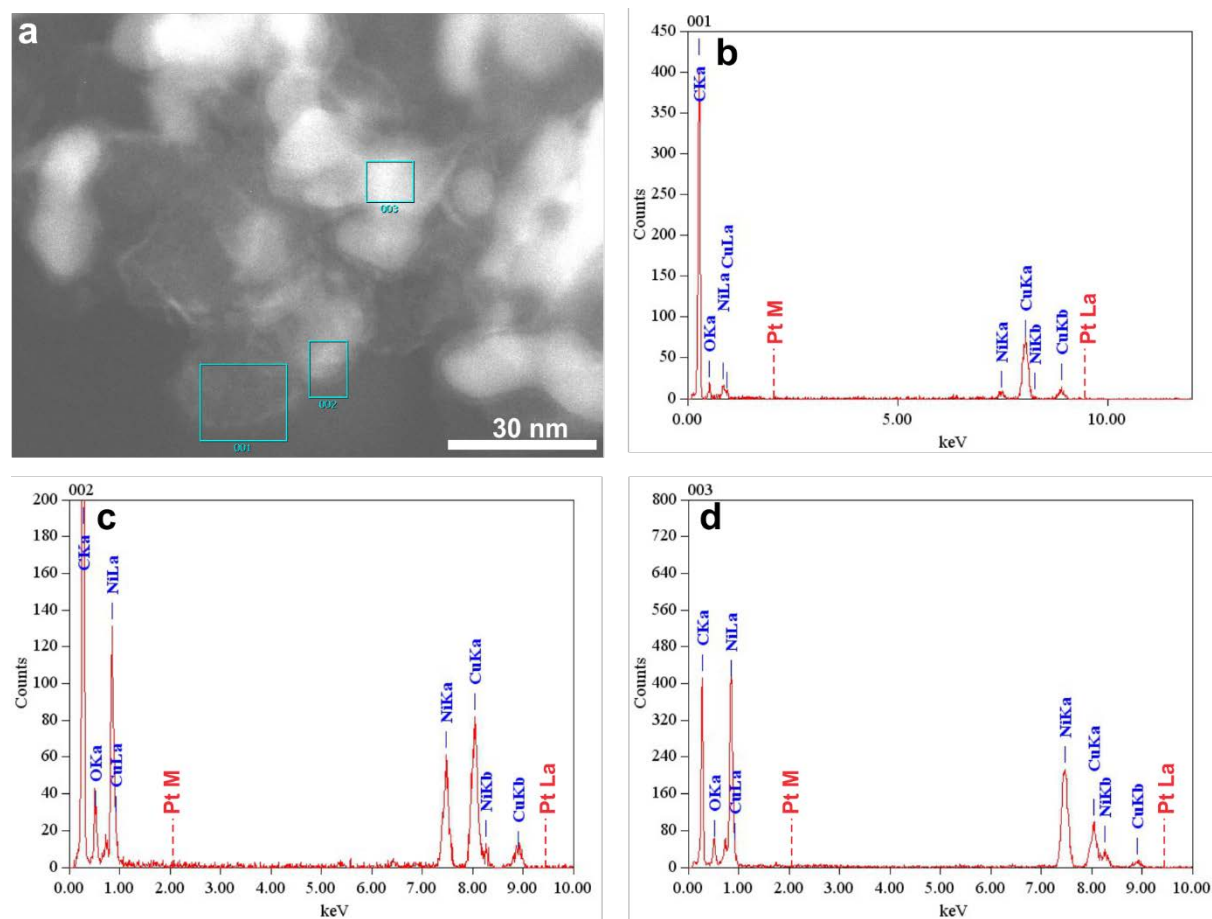 a
003
002
001
30 nm
001
b
450
400
350
300
250
200
150
100
50
0
Counts
CKa
OKa
NiLa
CuLa
Pt M
NiKa
CuKa
NiKb
CuKb
Pt La
0.00
5.00
10.00
keV
002
c
200
180
160
140
120
100
80
60
40
20
0
Counts
CKa
OKa
NiLa
CuLa
Pt M
NiKa
CuKa
NiKb
CuKb
Pt La
0.00
1.00
2.00
3.00
4.00
5.00
6.00
7.00
8.00
9.00
10.00
keV
003
d
800
720
640
560
480
400
320
240
160
80
0
Counts
CKa
OKa
NiLa
CuLa
Pt M
NiKa
CuKa
NiKb
CuKb
Pt La
0.00
1.00
2.00
3.00
4.00
5.00
6.00
7.00
8.00
9.00
10.00
keV